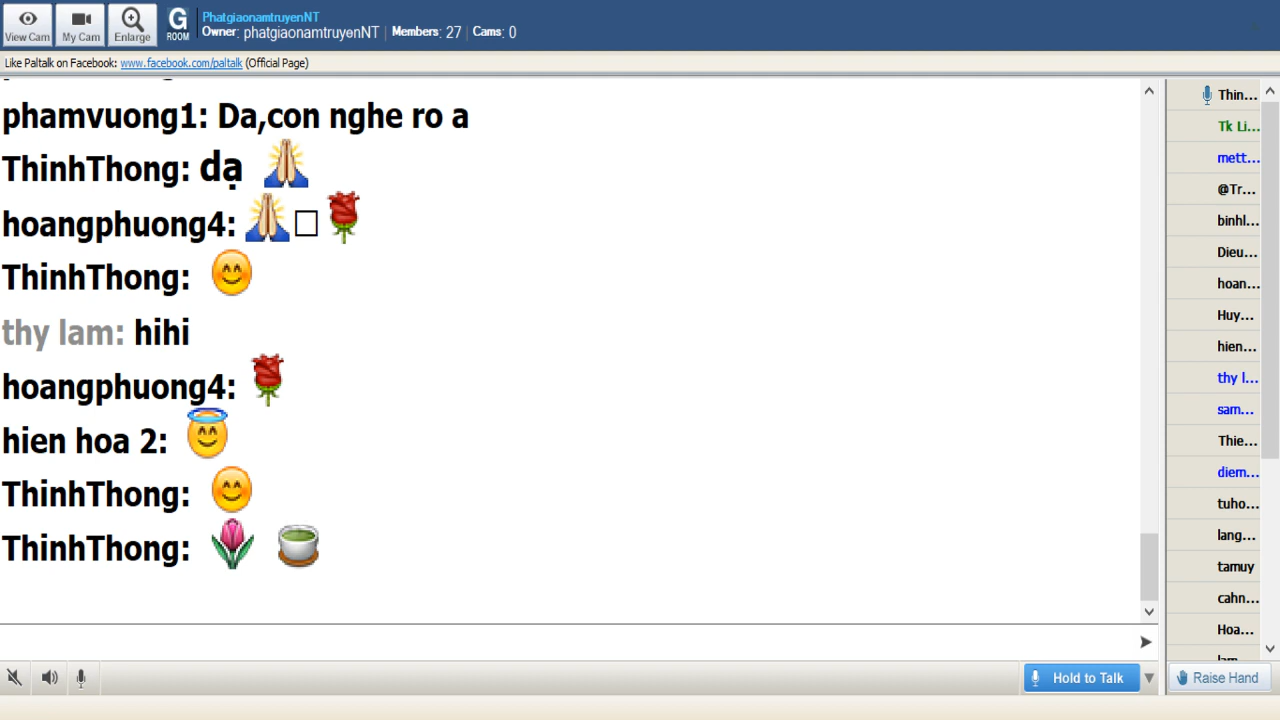 View Cam
My Cam
Enlarge
G
ROOM
PhatgiaonamtruyenNT
Owner: phatgiaonamtruyenNT Members: 27 Cams: 0
Like Paltalk on Facebook: www.facebook.com/paltalk (Official Page)
phamvuong1: Da,con nghe ro a
ThinhThong: dạ
hoangphuong4:
ThinhThong:
thy lam: hihi
hoangphuong4:
hien hoa 2:
ThinhThong:
ThinhThong:
Thin...
Tk Li...
mett...
@Tr...
binhl...
Dieu...
hoan...
Huy...
hien...
thy l...
sam...
Thie...
diem...
tuho...
lang...
tamuy
cahn...
Hoa...
Hold to Talk
Raise Hand